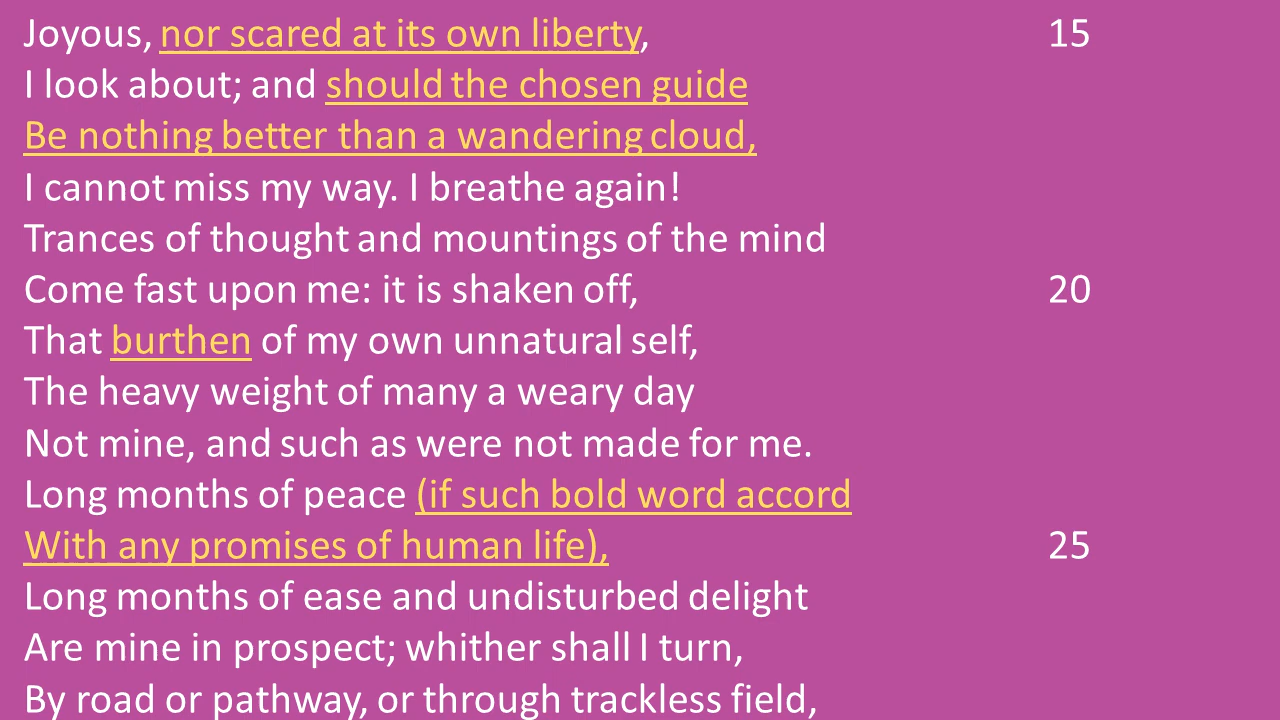 Joyous, nor scared at its own liberty, 15
I look about; and should the chosen guide
Be nothing better than a wandering cloud,
I cannot miss my way. I breathe again!
Trances of thought and mountings of the mind
Come fast upon me: it is shaken off, 20
That burthen of my own unnatural self,
The heavy weight of many a weary day
Not mine, and such as were not made for me.
Long months of peace (if such bold word accord
With any promises of human life), 25
Long months of ease and undisturbed delight
Are mine in prospect; whither shall I turn,
By road or pathway, or through trackless field,